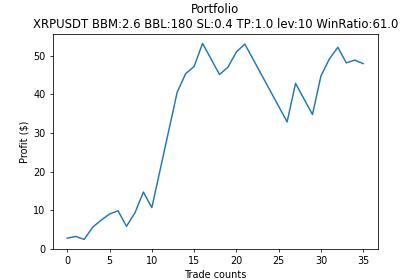 Portfolio
XRPUSDT BBM:2.6 BBL:180 SL:0.4 TP:1.0 lev:10 WinRatio:61.0
50
40
30
20
10
0
Profit ($)
0 5 10 15 20 25 30 35
Trade counts